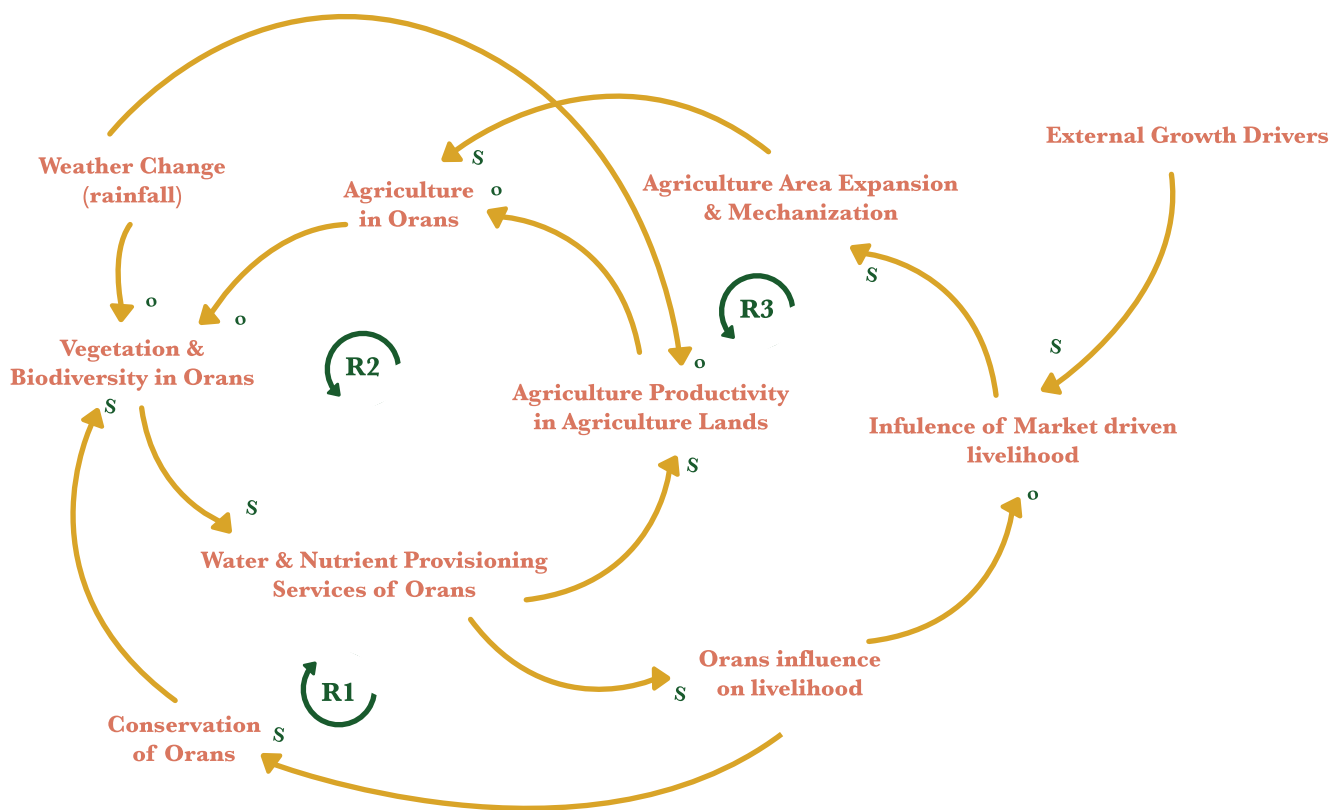 External Growth Drivers
Weather Change
(rainfall)
S
Agriculture
in Orans
o
Agriculture Area Expansion
& Mechanization
S
o
o
R3
S
Vegetation &
Biodiversity in Orans
S
R2
o
Agriculture Productivity
in Agriculture Lands
Infulence of Market driven
livelihood
S
o
S
Water & Nutrient Provisioning
Services of Orans
Orans influence
on livelihood
S
R1
Conservation
of Orans
S